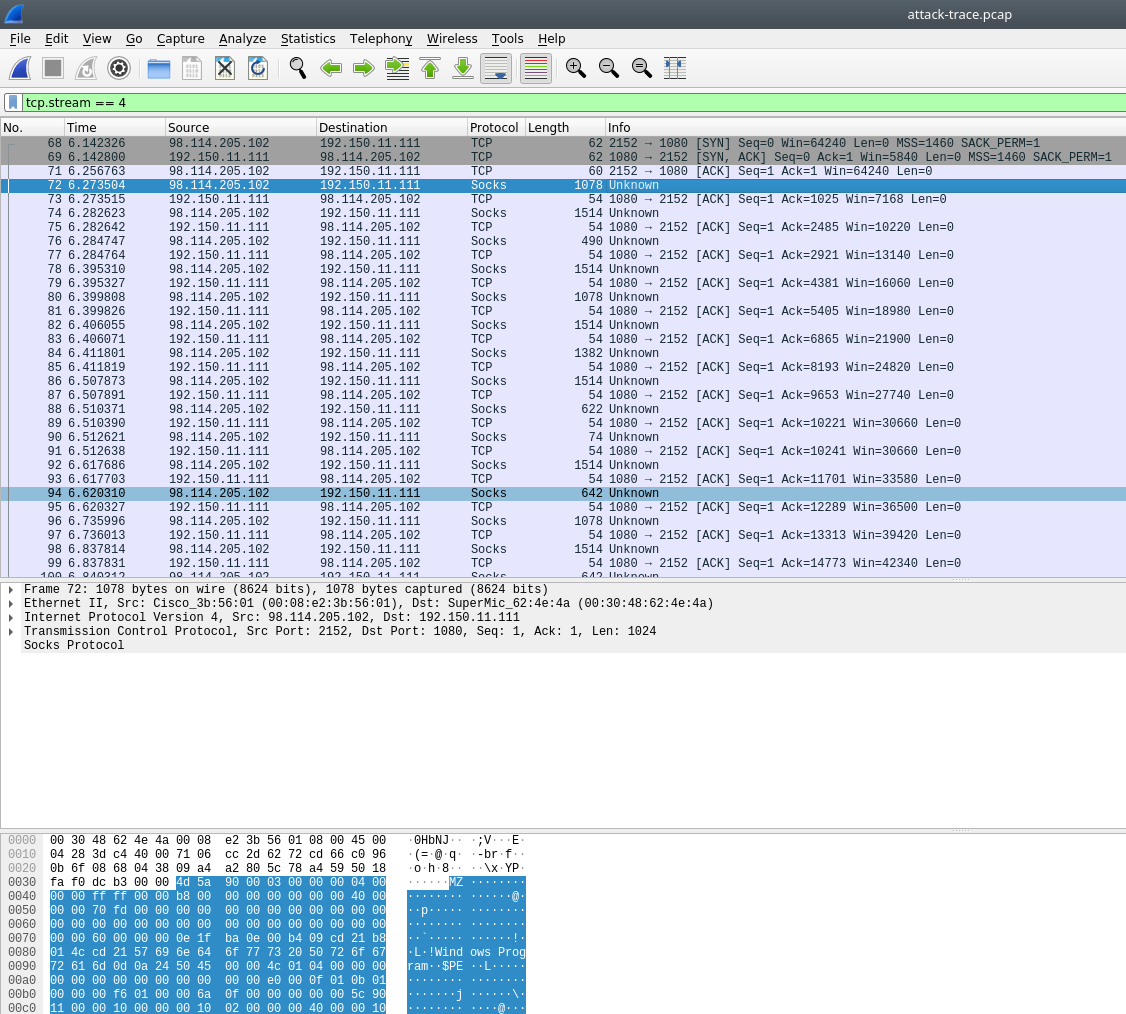 attack-trace.pcap
File Edit View Go Capture Analyze Statistics Telephony Wireless Tools Help
tcp.stream == 4
No. Time Source Destination Protocol Length Info
68 6.142326 98.114.205.102 192.150.11.111 TCP 62 2152 → 1080 [SYN] Seq=0 Win=64240 Len=0 MSS=1460 SACK_PERM=1
69 6.142800 192.150.11.111 98.114.205.102 TCP 62 1080 → 2152 [SYN, ACK] Seq=0 Ack=1 Win=5840 Len=0 MSS=1460 SACK_PERM=1
71 6.256763 98.114.205.102 192.150.11.111 TCP 60 2152 → 1080 [ACK] Seq=1 Ack=1 Win=64240 Len=0
72 6.273504 98.114.205.102 192.150.11.111 Socks 1078 Unknown
73 6.273515 192.150.11.111 98.114.205.102 TCP 54 1080 → 2152 [ACK] Seq=1 Ack=1025 Win=7168 Len=0
74 6.282623 98.114.205.102 192.150.11.111 Socks 1514 Unknown
75 6.282642 192.150.11.111 98.114.205.102 TCP 54 1080 → 2152 [ACK] Seq=1 Ack=2485 Win=10220 Len=0
76 6.284747 98.114.205.102 192.150.11.111 Socks 490 Unknown
77 6.284764 192.150.11.111 98.114.205.102 TCP 54 1080 → 2152 [ACK] Seq=1 Ack=2921 Win=13140 Len=0
78 6.395310 98.114.205.102 192.150.11.111 Socks 1514 Unknown
79 6.395327 192.150.11.111 98.114.205.102 TCP 54 1080 → 2152 [ACK] Seq=1 Ack=4381 Win=16060 Len=0
80 6.399808 98.114.205.102 192.150.11.111 Socks 1078 Unknown
81 6.399826 192.150.11.111 98.114.205.102 TCP 54 1080 → 2152 [ACK] Seq=1 Ack=5405 Win=18980 Len=0
82 6.406055 98.114.205.102 192.150.11.111 Socks 1514 Unknown
83 6.406071 192.150.11.111 98.114.205.102 TCP 54 1080 → 2152 [ACK] Seq=1 Ack=6865 Win=21900 Len=0
84 6.411801 98.114.205.102 192.150.11.111 Socks 1382 Unknown
85 6.411819 192.150.11.111 98.114.205.102 TCP 54 1080 → 2152 [ACK] Seq=1 Ack=8193 Win=24820 Len=0
86 6.507873 98.114.205.102 192.150.11.111 Socks 1514 Unknown
87 6.507891 192.150.11.111 98.114.205.102 TCP 54 1080 → 2152 [ACK] Seq=1 Ack=9653 Win=27740 Len=0
88 6.510371 98.114.205.102 192.150.11.111 Socks 622 Unknown
89 6.510390 192.150.11.111 98.114.205.102 TCP 54 1080 → 2152 [ACK] Seq=1 Ack=10221 Win=30660 Len=0
90 6.512621 98.114.205.102 192.150.11.111 Socks 74 Unknown
91 6.512638 192.150.11.111 98.114.205.102 TCP 54 1080 → 2152 [ACK] Seq=1 Ack=10241 Win=30660 Len=0
92 6.617686 98.114.205.102 192.150.11.111 Socks 1514 Unknown
93 6.617703 192.150.11.111 98.114.205.102 TCP 54 1080 → 2152 [ACK] Seq=1 Ack=11701 Win=33580 Len=0
94 6.620310 98.114.205.102 192.150.11.111 Socks 642 Unknown
95 6.620327 192.150.11.111 98.114.205.102 TCP 54 1080 → 2152 [ACK] Seq=1 Ack=12289 Win=36500 Len=0
96 6.735996 98.114.205.102 192.150.11.111 Socks 1078 Unknown
97 6.736013 192.150.11.111 98.114.205.102 TCP 54 1080 → 2152 [ACK] Seq=1 Ack=13313 Win=39420 Len=0
98 6.837814 98.114.205.102 192.150.11.111 Socks 1514 Unknown
99 6.837831 192.150.11.111 98.114.205.102 TCP 54 1080 → 2152 [ACK] Seq=1 Ack=14773 Win=42340 Len=0
100 6.840312 98.114.205.102 192.150.11.111 Socks 642 Unknown
Frame 72: 1078 bytes on wire (8624 bits), 1078 bytes captured (8624 bits)
Ethernet II, Src: Cisco_3b:56:01 (00:08:e2:3b:56:01), Dst: SuperMic_62:4e:4a (00:30:48:62:4e:4a)
Internet Protocol Version 4, Src: 98.114.205.102, Dst: 192.150.11.111
Transmission Control Protocol, Src Port: 2152, Dst Port: 1080, Seq: 1, Ack: 1, Len: 1024
Socks Protocol
0000 00 30 48 62 4e 4a 00 08 e2 3b 56 01 08 00 45 00 ·0HbNJ·· ·;V···E·
0010 04 28 3d c4 40 00 71 06 cc 2d 62 72 cd 66 c0 96 ·(=·@·q· ·-br·f··
0020 0b 6f 08 68 04 38 09 a4 a2 80 5c 78 a4 59 50 18 ·o·h·8·· ··\x·YP·
0030 fa f0 dc b3 00 00 4d 5a 90 00 03 00 00 00 04 00 ······MZ ········
0040 00 00 ff ff 00 00 b8 00 00 00 00 00 00 00 40 00 ········ ······@·
0050 00 00 70 fd 00 00 00 00 00 00 00 00 00 00 00 00 ··p····· ········
0060 00 00 00 00 00 00 00 00 00 00 00 00 00 00 00 00 ········ ········
0070 00 00 60 00 00 00 0e 1f ba 0e 00 b4 09 cd 21 b8 ··`····· ······!·
0080 01 4c cd 21 57 69 6e 64 6f 77 73 20 50 72 6f 67 ·L·!Wind ows Prog
0090 72 61 6d 0d 0a 24 50 45 00 00 4c 01 04 00 00 00 ram··$PE ··L·····
00a0 00 00 00 00 00 00 00 00 00 00 e0 00 0f 01 0b 01 ········ ········
00b0 00 00 00 f6 01 00 00 6a 0f 00 00 00 00 00 5c 90 ·······j ······\·
00c0 11 00 00 10 00 00 00 10 02 00 00 00 40 00 00 10 ········ ····@···